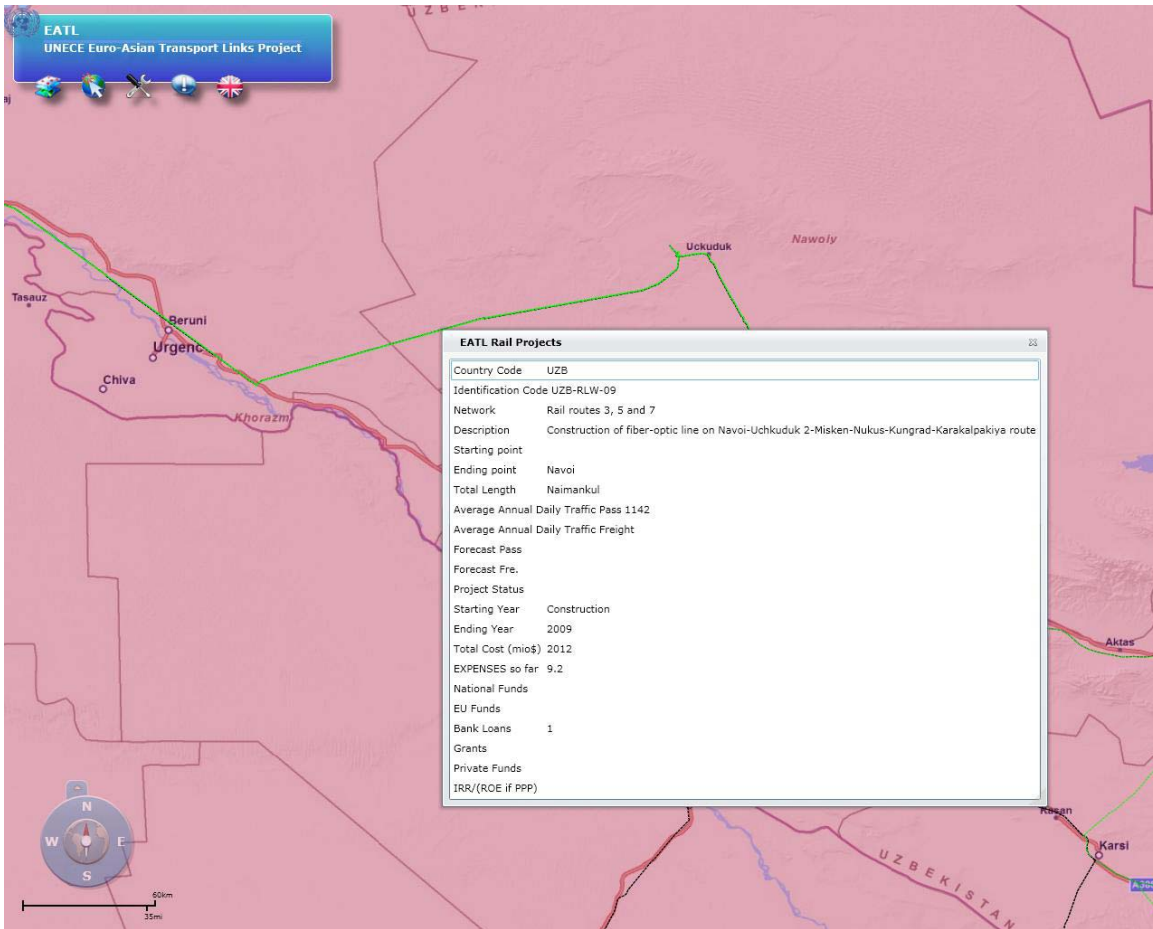 UZBE
EATL
UNECE Euro-Asian Transport Links Project
aj
Uckuduk
Nawoly
Tasauz
Beruni
Urgenc
Chiva
Khorazm
EATL Rail Projects
Country Code UZB
Identification Code UZB-RLW-09
Network Rail routes 3, 5 and 7
Description Construction of fiber-optic line on Navoi-Uchkuduk 2-Misken-Nukus-Kungrad-Karakalpakiya route
Starting point
Ending point Navoi
Total Length Naimankul
Average Annual Daily Traffic Pass 1142
Average Annual Daily Traffic Freight
Forecast Pass
Forecast Fre.
Project Status
Starting Year Construction
Ending Year 2009
Total Cost (mio$) 2012
EXPENSES so far 9.2
National Funds
EU Funds
Bank Loans 1
Grants
Private Funds
IRR/(ROE if PPP)
Aktas
Kasan
Karsi
UZBEKISTAN
N
W E
S
60km
35mi